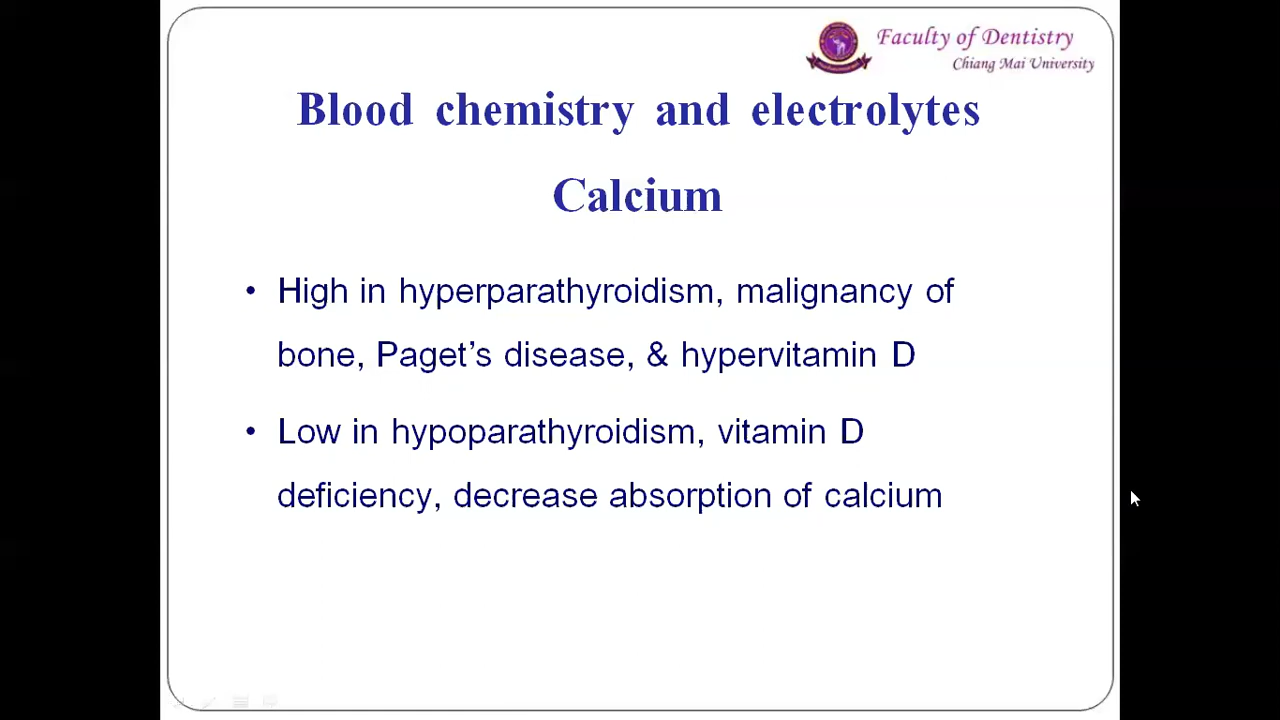 Faculty of Dentistry
Chiang Mai University
Blood chemistry and electrolytes
Calcium
• High in hyperparathyroidism, malignancy of
bone, Paget’s disease, & hypervitamin D
• Low in hypoparathyroidism, vitamin D
deficiency, decrease absorption of calcium